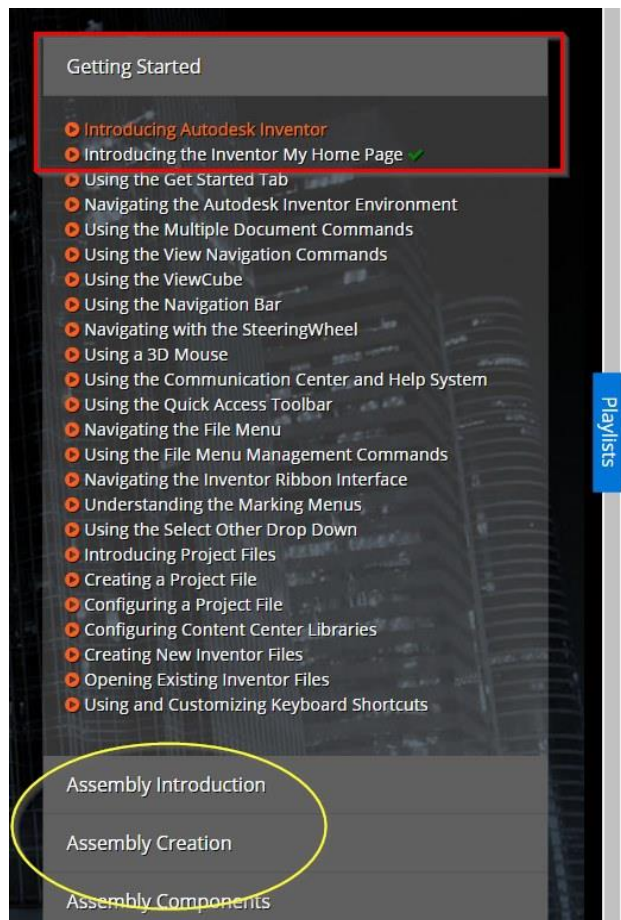 Getting Started
Introducing Autodesk Inventor
Introducing the Inventor My Home Page
Using the Get Started Tab
Navigating the Autodesk Inventor Environment
Using the Multiple Document Commands
Using the View Navigation Commands
Using the ViewCube
Using the Navigation Bar
Navigating with the SteeringWheel
Using a 3D Mouse
Using the Communication Center and Help System
Using the Quick Access Toolbar
Navigating the File Menu
Using the File Menu Management Commands
Navigating the Inventor Ribbon Interface
Understanding the Marking Menus
Using the Select Other Drop Down
Introducing Project Files
Creating a Project File
Configuring a Project File
Configuring Content Center Libraries
Creating New Inventor Files
Opening Existing Inventor Files
Using and Customizing Keyboard Shortcuts
Assembly Introduction
Assembly Creation
Assembly Components
Playlists